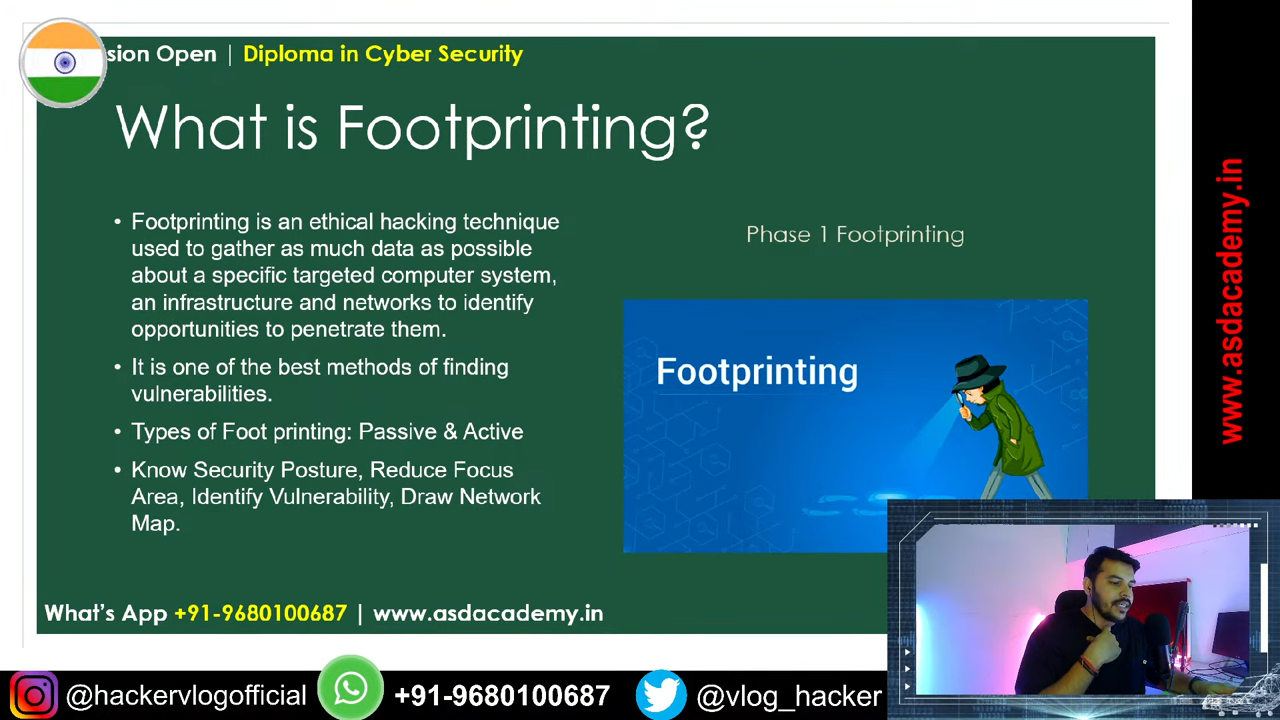 sion Open | Diploma in Cyber Security
What is Footprinting?
• Footprinting is an ethical hacking technique
used to gather as much data as possible
about a specific targeted computer system,
an infrastructure and networks to identify
opportunities to penetrate them.
• It is one of the best methods of finding
vulnerabilities.
• Types of Foot printing: Passive & Active
• Know Security Posture, Reduce Focus
Area, Identify Vulnerability, Draw Network
Map.
Phase 1 Footprinting
Footprinting
What's App +91-9680100687 | www.asdacademy.in
www.asdacademy.in
@hackervlogofficial
+91-9680100687
@vlog_hacker